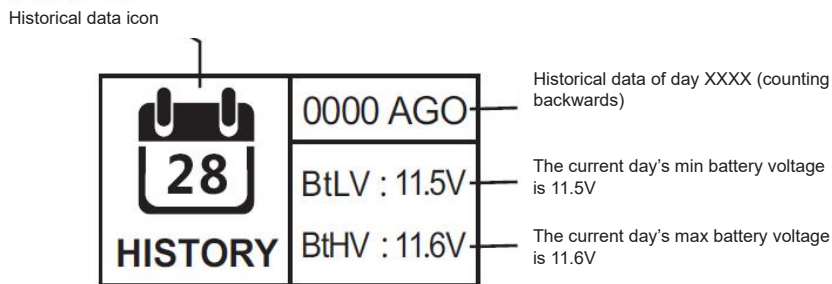 Historical data icon
28
HISTORY
0000 AGO
BtLV : 11.5V
BtHV : 11.6V
Historical data of day XXXX (counting
backwards)
The current day's min battery voltage
is 11.5V
The current day's max battery voltage
is 11.6V